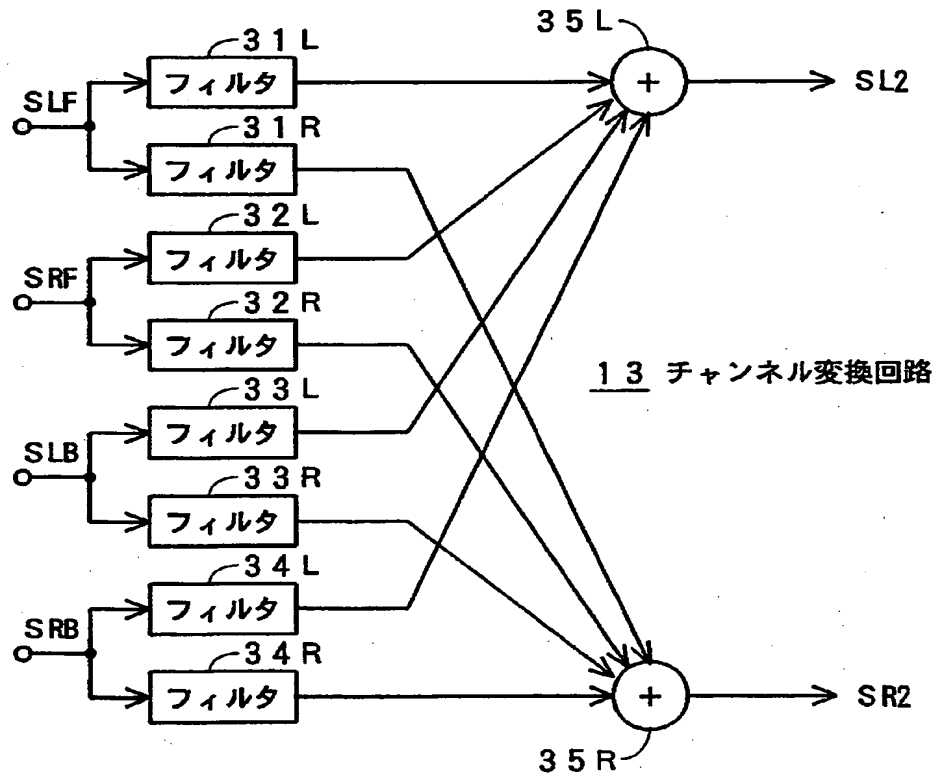 35L
31L
フィルタ
SL2
SLF
31R
フィルタ
32L
フィルタ
SRF
32R
フィルタ
13 チャンネル変換回路
33L
フィルタ
SLB
33R
フィルタ
34L
フィルタ
SRB
34R
フィルタ
SR2
35R
+
+